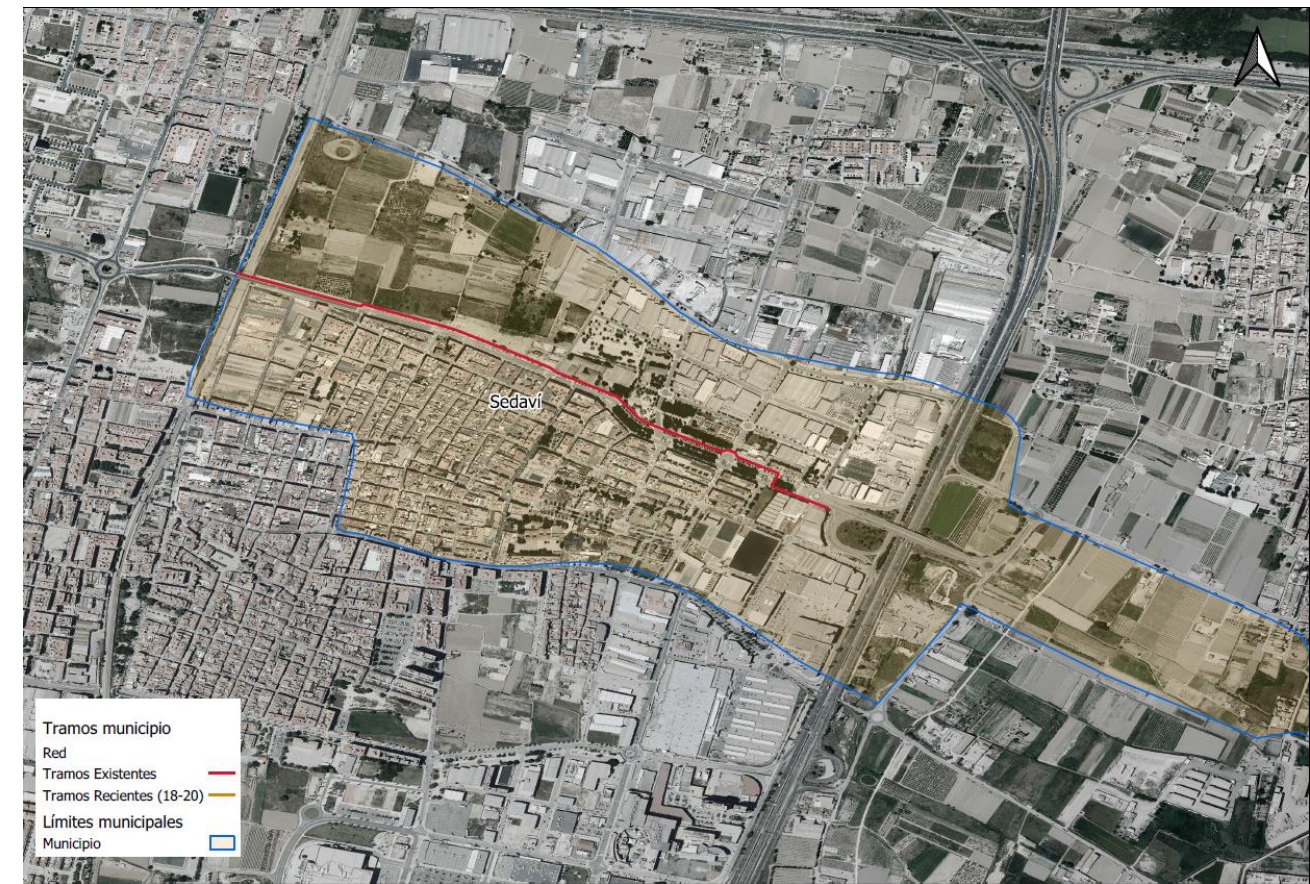 Sedaví
Tramos municipio
Red
Tramos Existentes
Tramos Recientes (18-20)
Límites municipales
Municipio